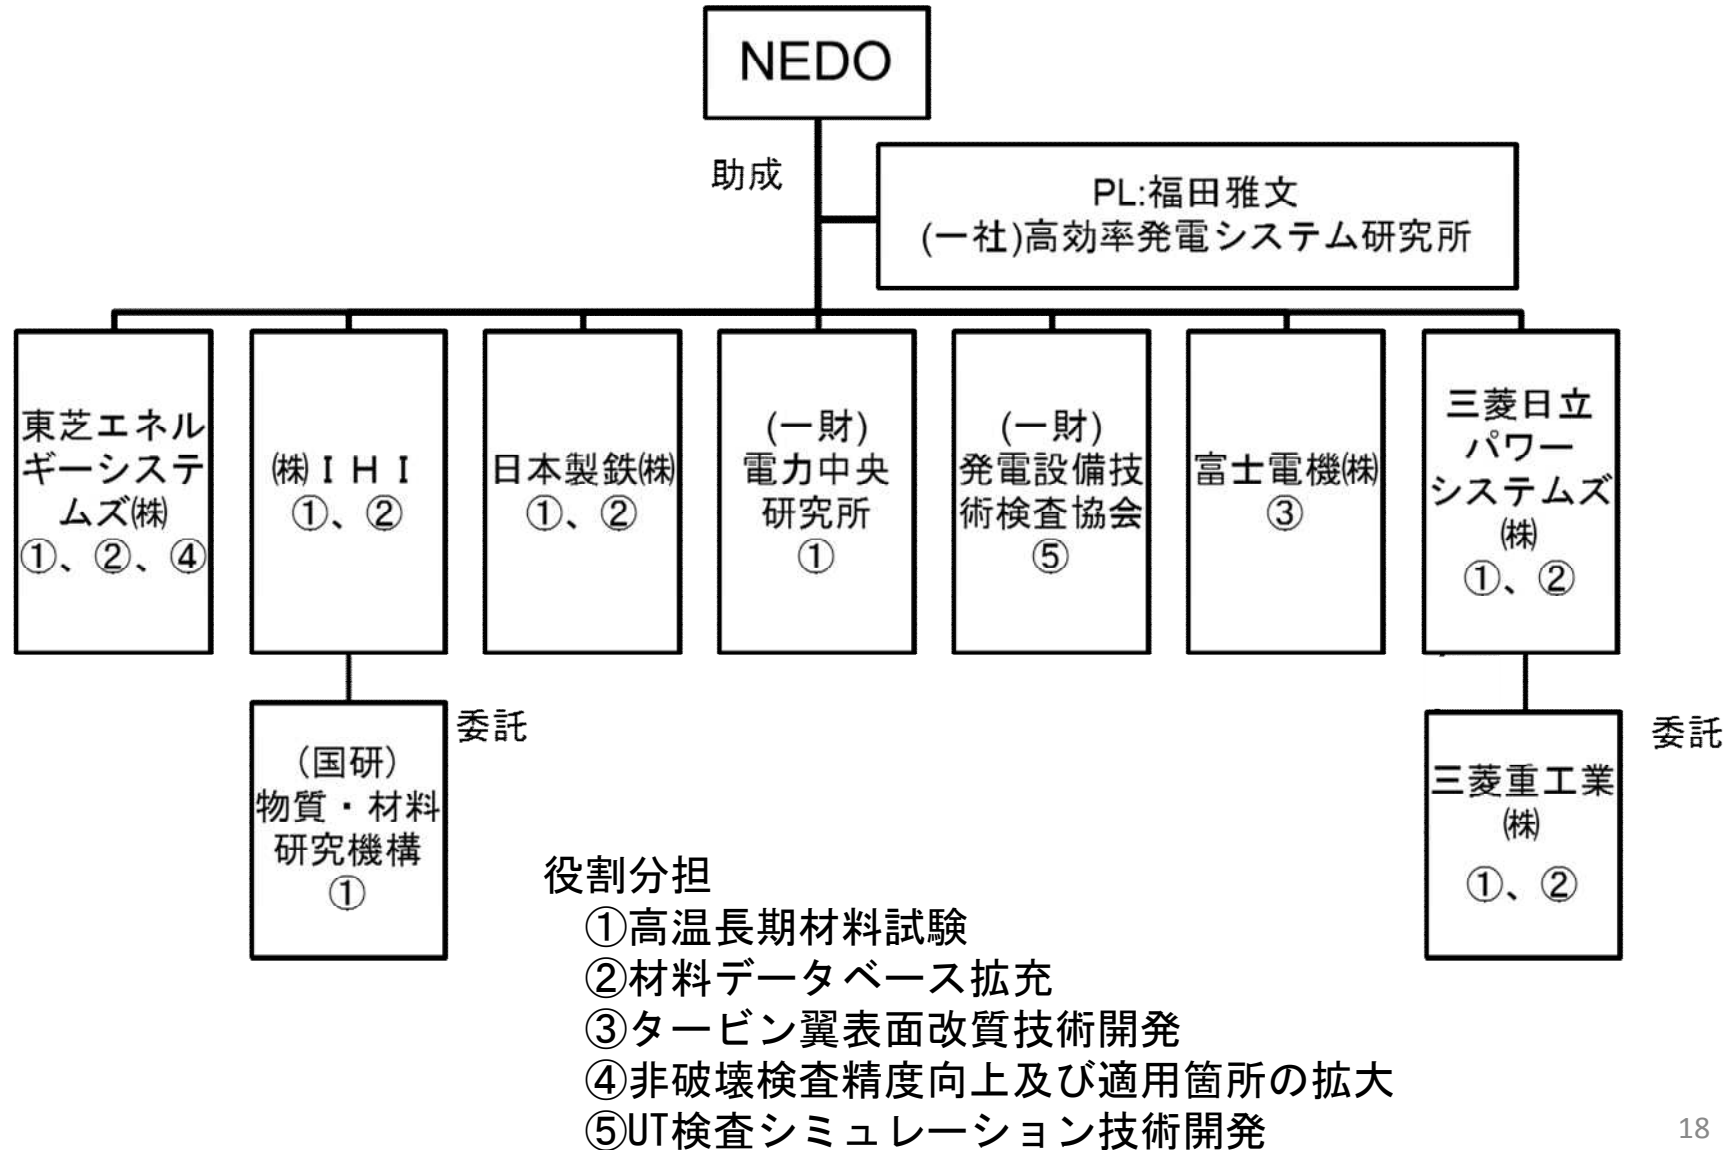 NEDO
助成
PL:福田雅文
(一社)高効率発電システム研究所
東芝エネル
ギーシステ
ムズ㈱
①、②、④
㈱ＩＨＩ
①、②
日本製鉄㈱
①、②
(一財)
電力中央
研究所
①
(一財)
発電設備技
術検査協会
⑤
富士電機㈱
③
三菱日立
パワー
システムズ
㈱
①、②
委託
(国研)
物質・材料
研究機構
①
委託
三菱重工業
㈱
①、②
役割分担
①高温長期材料試験
②材料データベース拡充
③タービン翼表面改質技術開発
④非破壊検査精度向上及び適用箇所の拡大
⑤UT検査シミュレーション技術開発
18